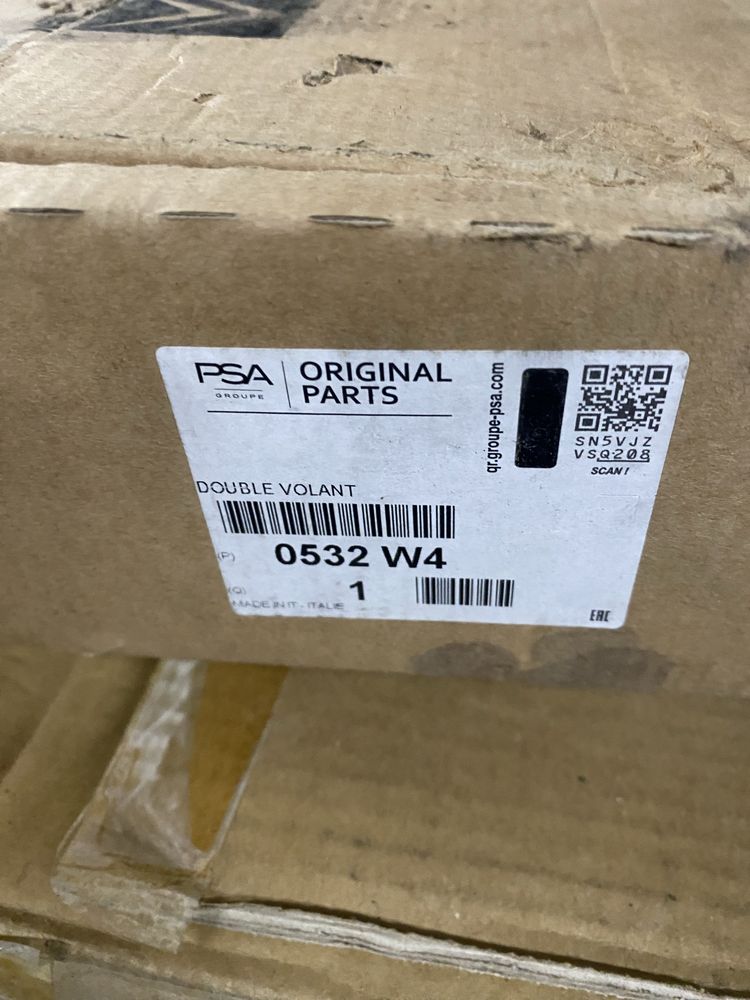 PSA
GROUPE
ORIGINAL
PARTS
qr.groupe-psa.com
SN5VJZ
VSQ208
SCAN!
DOUBLE VOLANT
(P) 0532 W4
(Q) 1
MADE IN IT - ITALIE
EAC